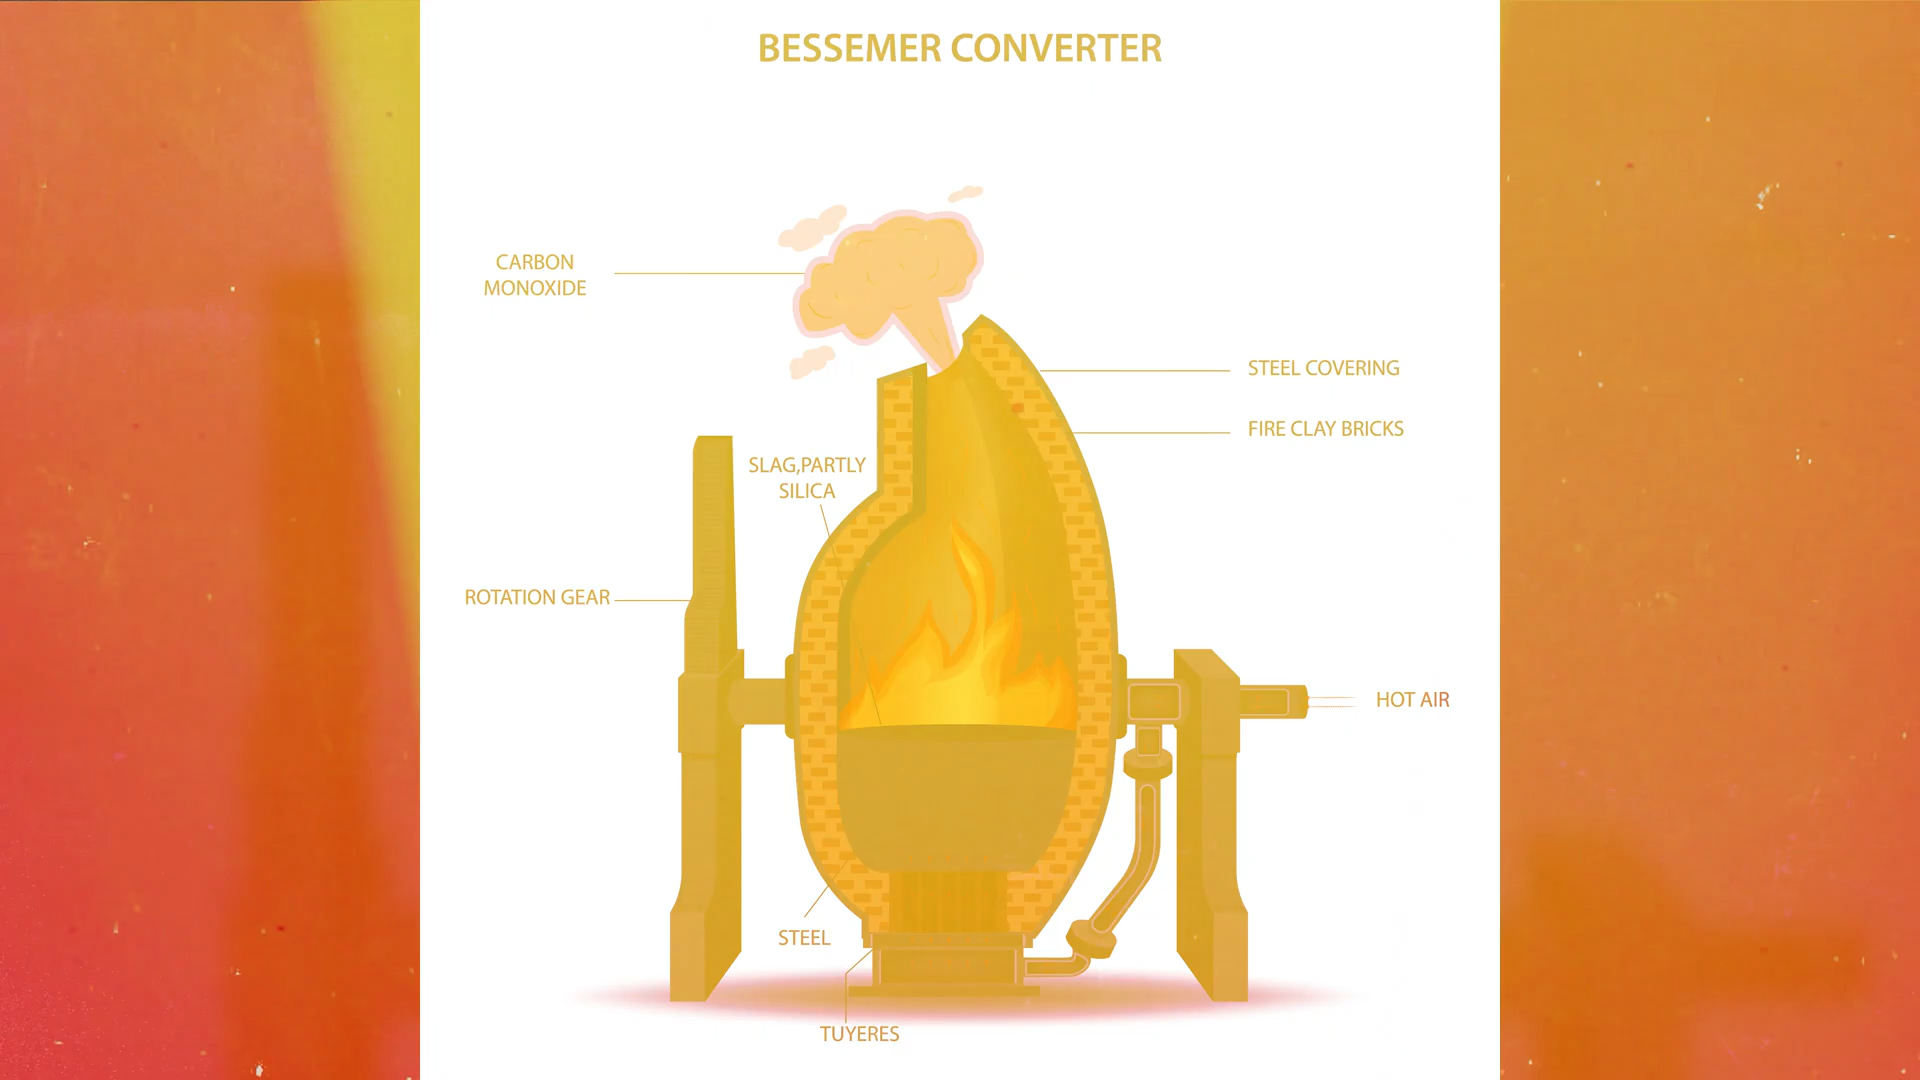 BESSEMER CONVERTER
CARBON
MONOXIDE
STEEL COVERING
FIRE CLAY BRICKS
SLAG,PARTLY
SILICA
ROTATION GEAR
HOT AIR
STEEL
TUYERES